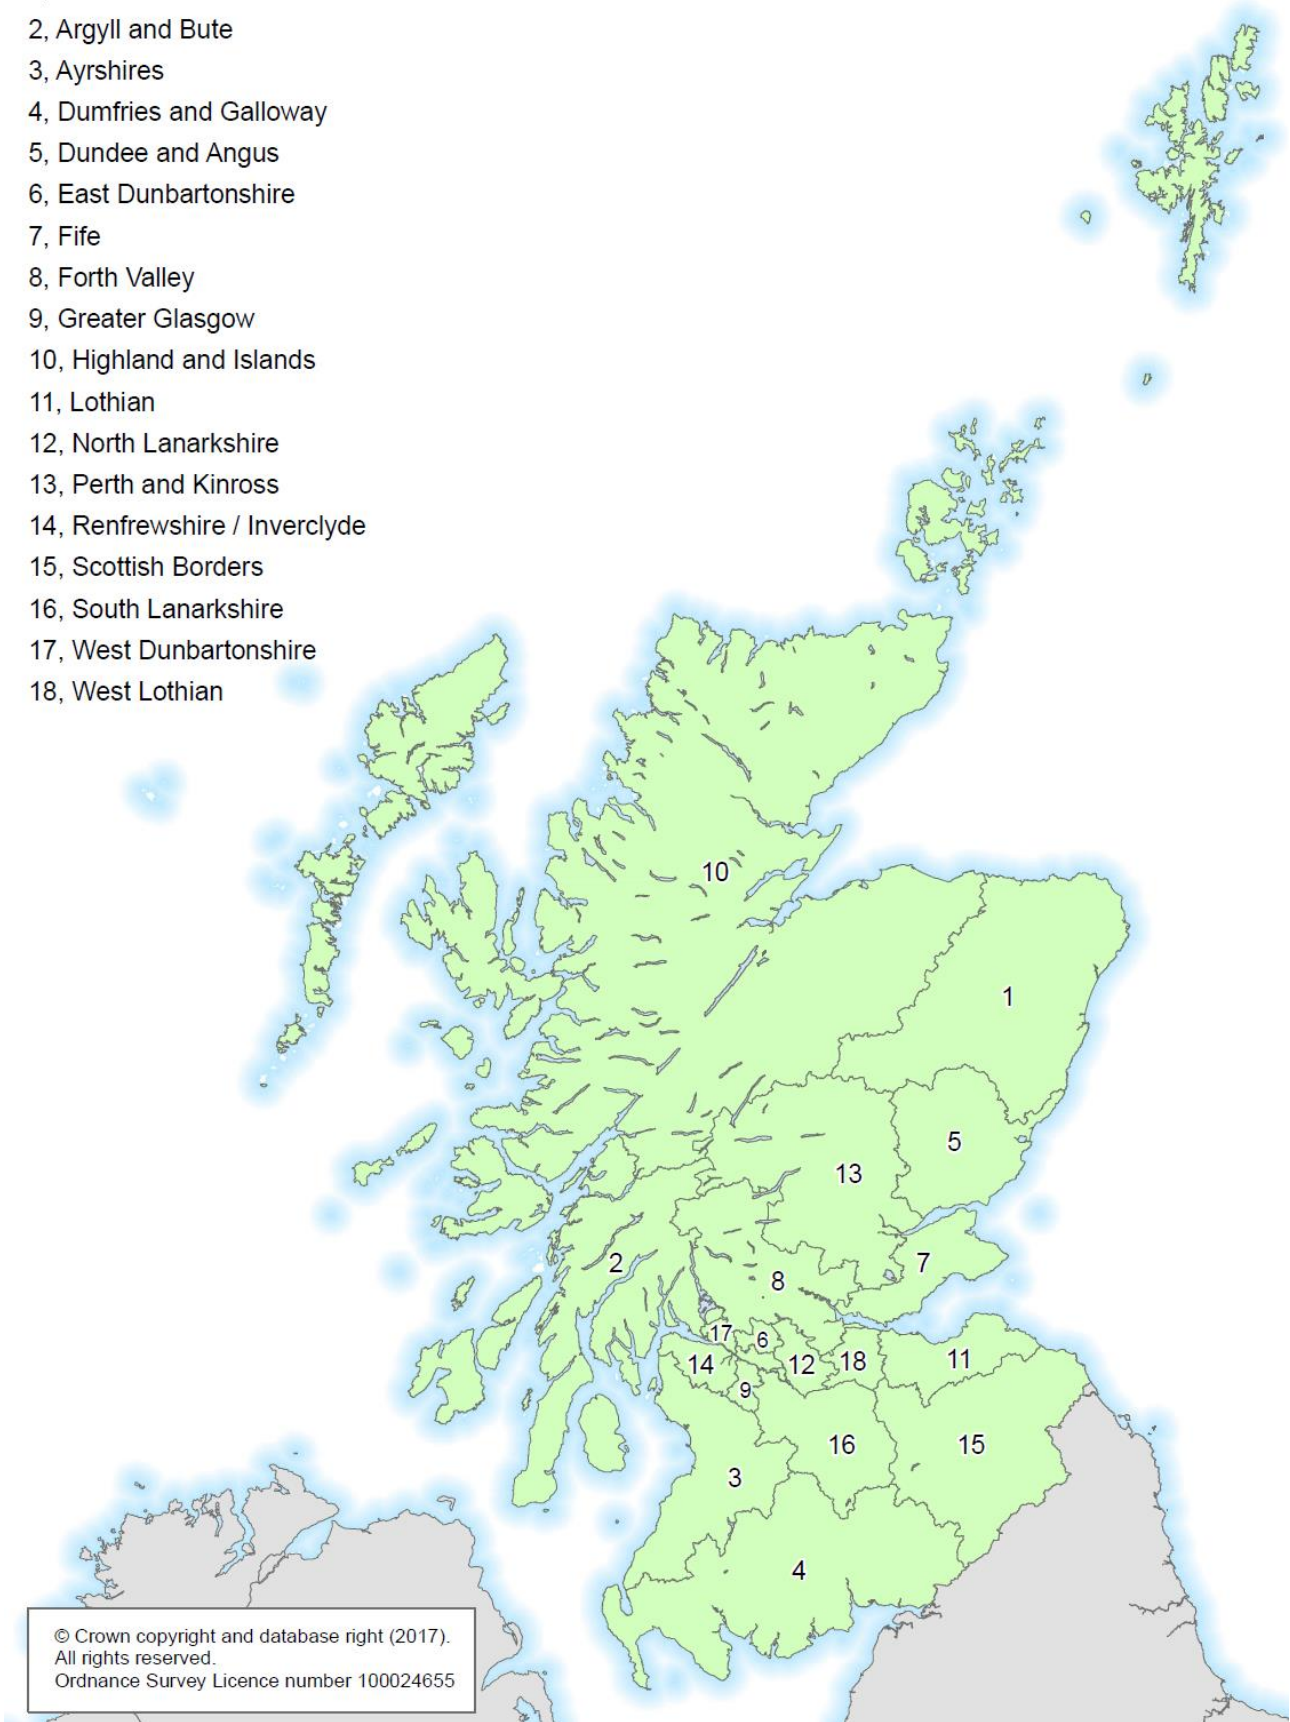 2, Argyll and Bute
3, Ayrshires
4, Dumfries and Galloway
5, Dundee and Angus
6, East Dunbartonshire
7, Fife
8, Forth Valley
9, Greater Glasgow
10, Highland and Islands
11, Lothian
12, North Lanarkshire
13, Perth and Kinross
14, Renfrewshire / Inverclyde
15, Scottish Borders
16, South Lanarkshire
17, West Dunbartonshire
18, West Lothian
10
1
5
13
2
7
8
17
6
14
12
18
11
9
16
15
3
4
© Crown copyright and database right (2017).
All rights reserved.
Ordnance Survey Licence number 100024655